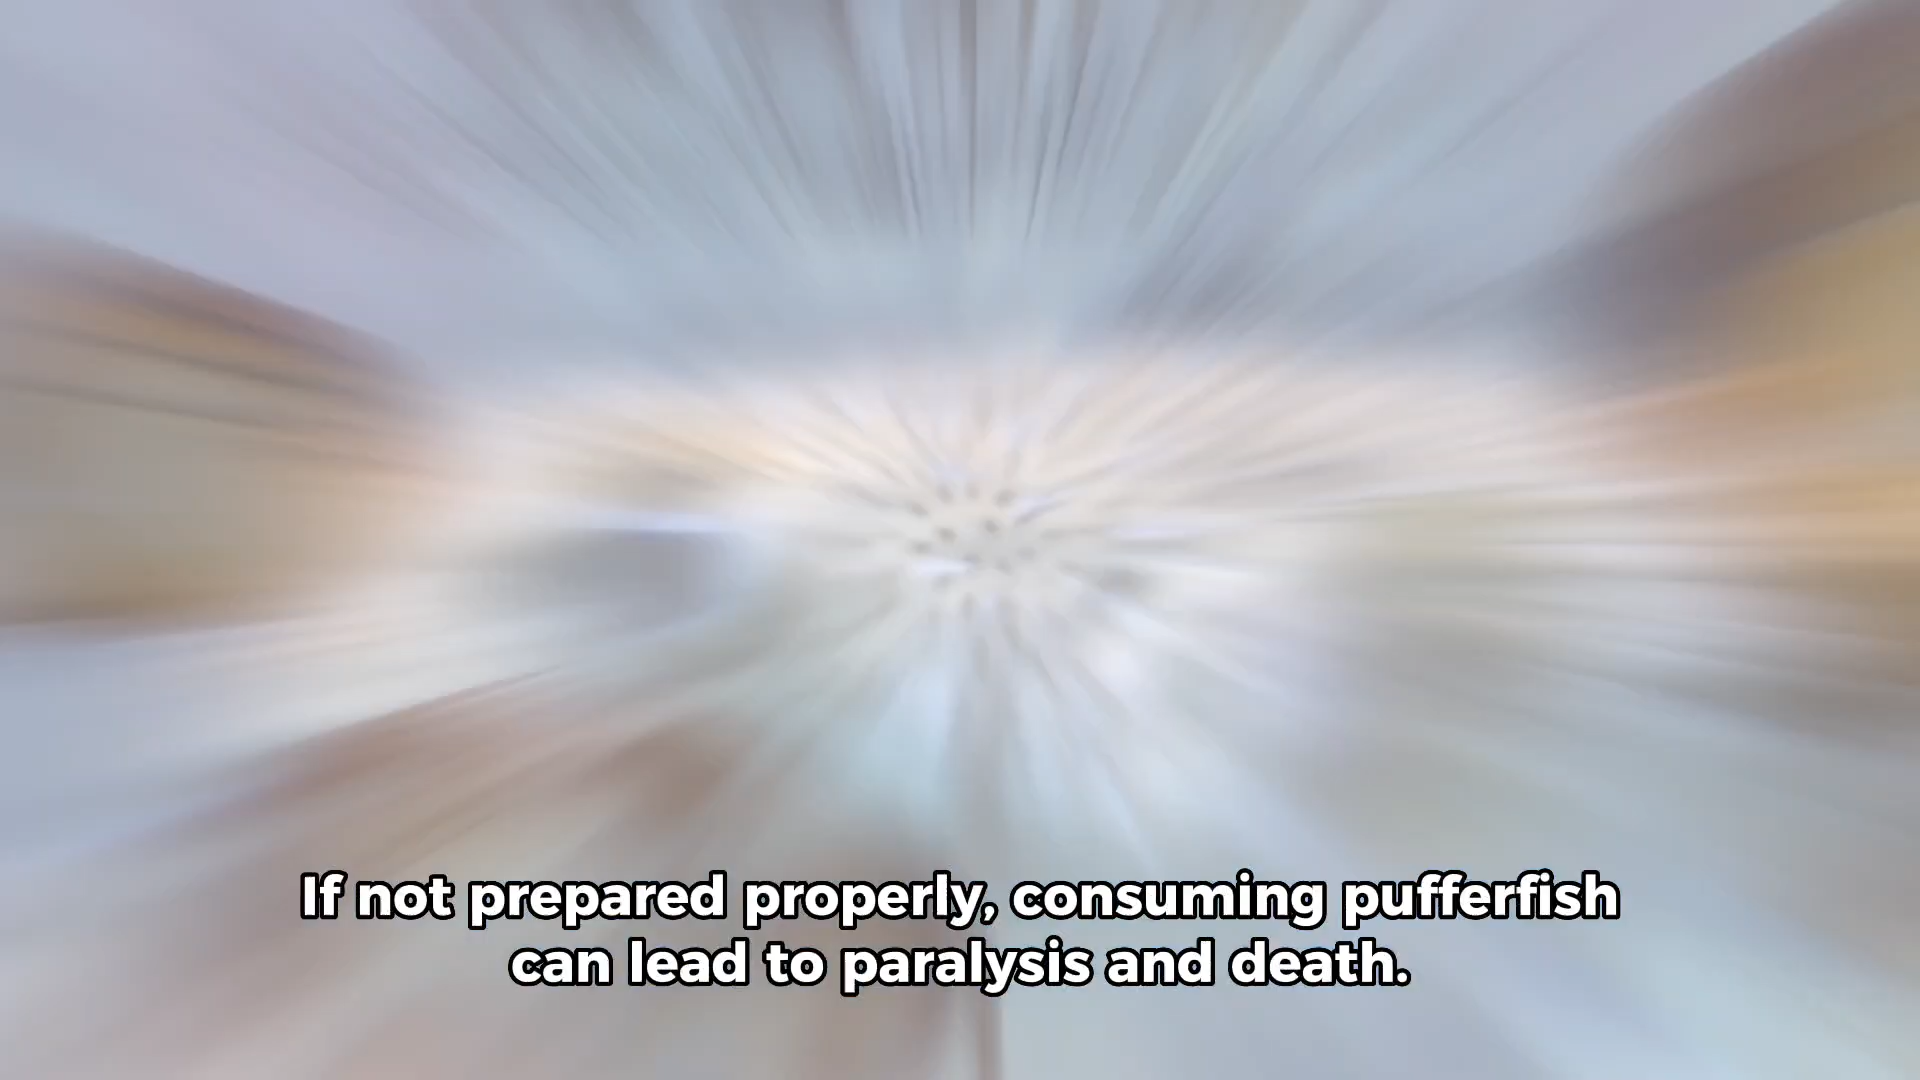 If not prepared properly, consuming pufferfish
can lead to paralysis and death.